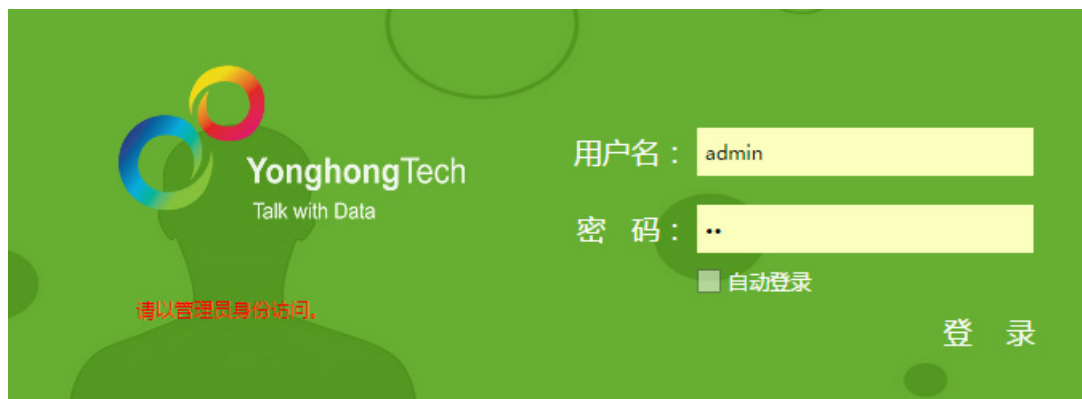 YonghongTech
Talk with Data
请以管理员身份访问。
用户名：
admin
密 码：
••
自动登录
登 录